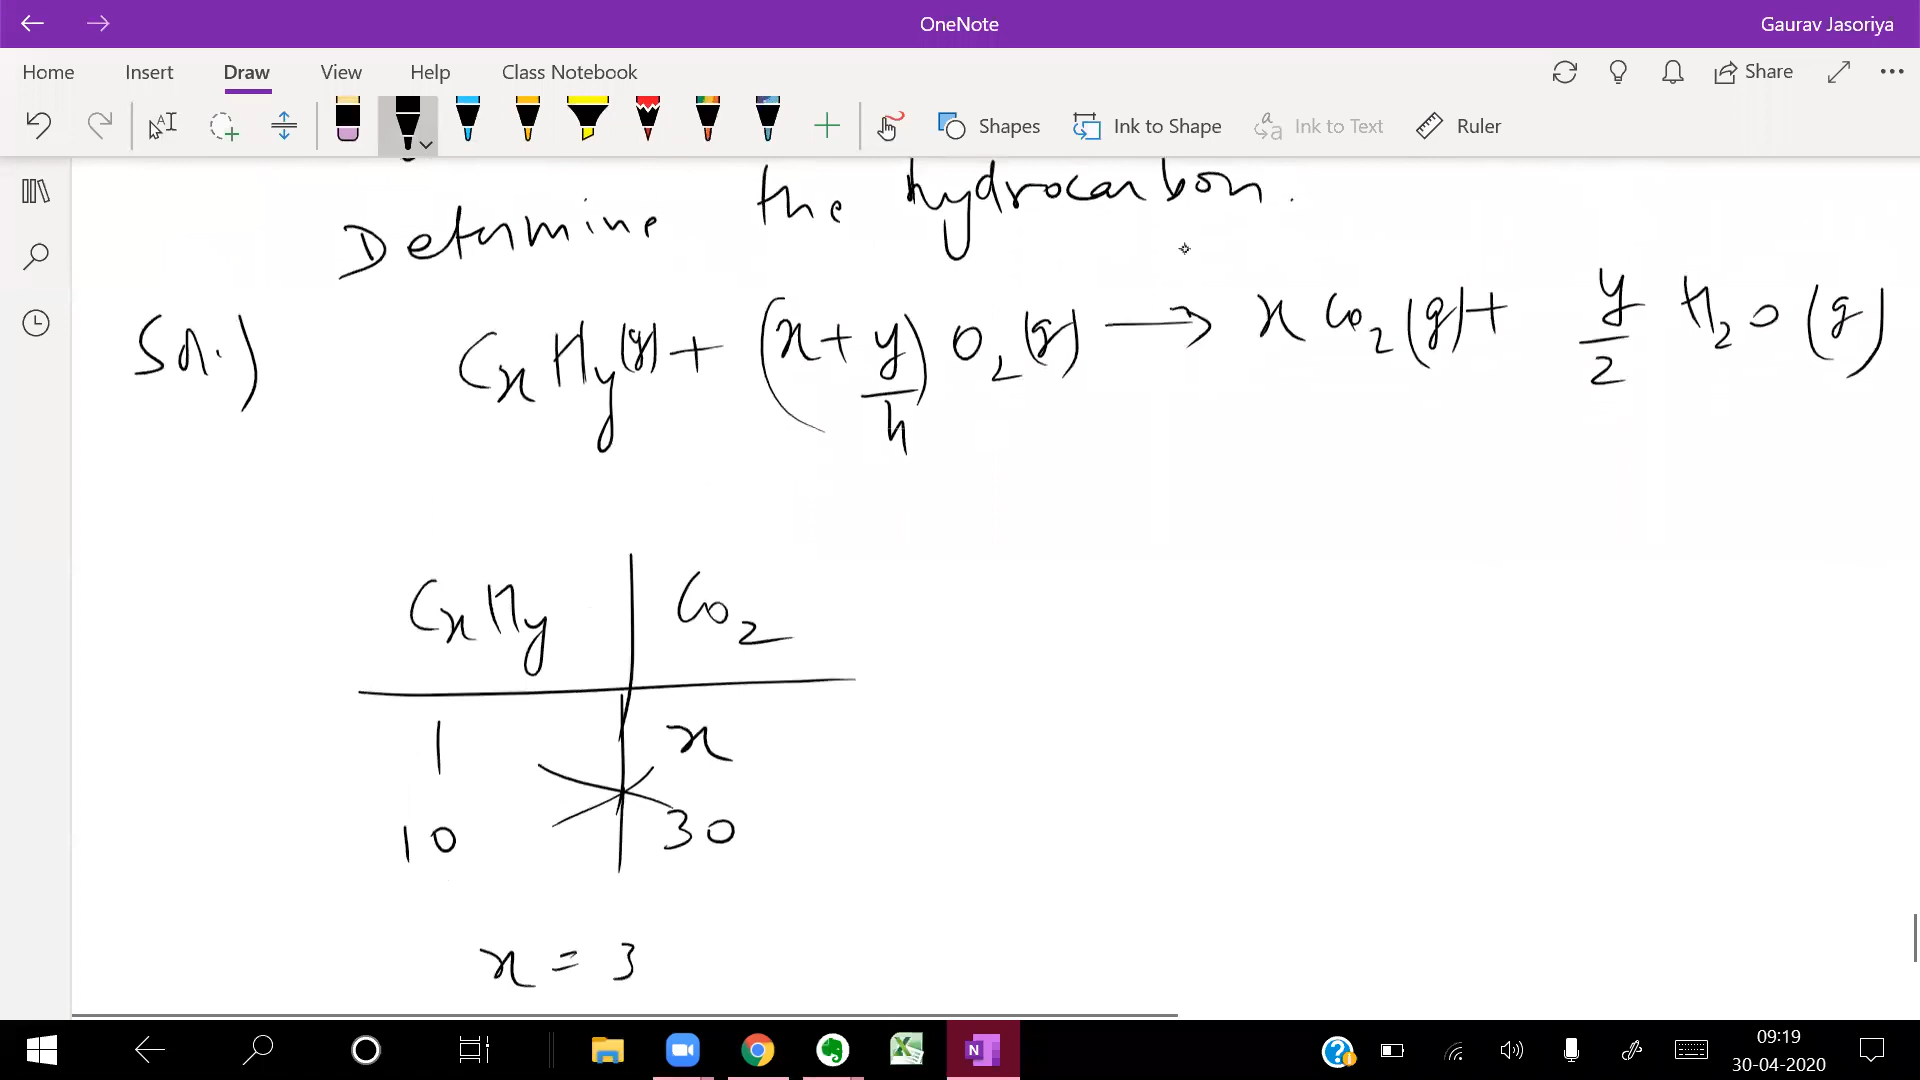 OneNote
Gaurav Jasoriya
Home Insert Draw View Help Class Notebook Share
Shapes Ink to Shape Ink to Text Ruler
Determine the hydrocarbon.
Sol.) CxHy(g) + (x + y/4) O2(g) → x CO2(g) + y/2 H2O(g)
CxHy | CO2
1 x
10 30
x = 3
09:19
30-04-2020